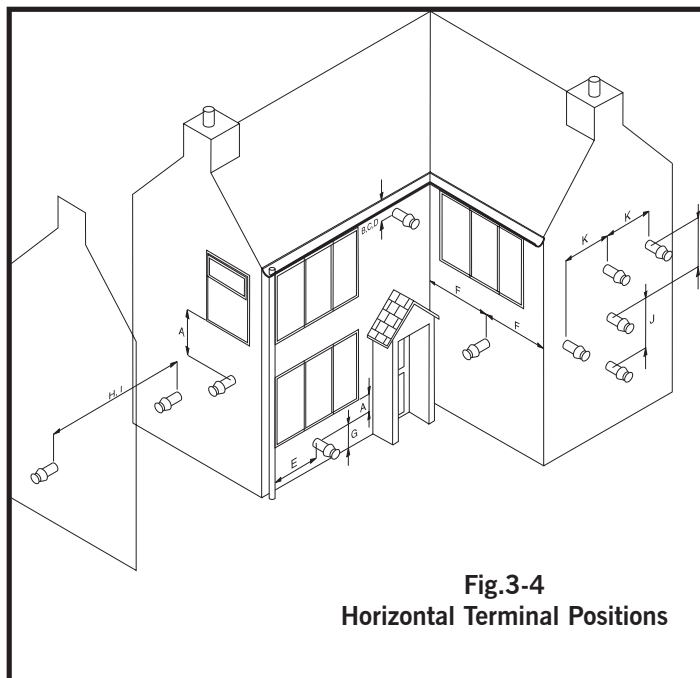 B,C,D
K
K
F
F
J
A
H, I
A
G
E
Fig.3-4
Horizontal Terminal Positions